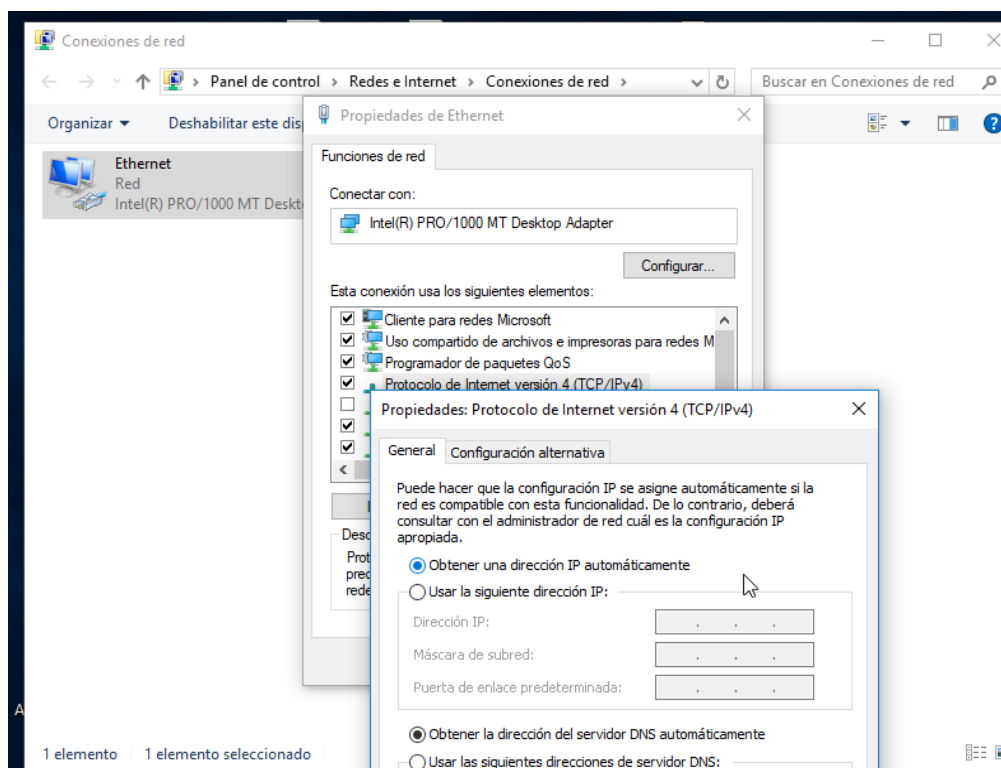 Conexiones de red
Panel de control > Redes e Internet > Conexiones de red >
Buscar en Conexiones de red
Organizar
Deshabilitar este dis
Ethernet
Red
Intel(R) PRO/1000 MT Deskt
Propiedades de Ethernet
Funciones de red
Conectar con:
Intel(R) PRO/1000 MT Desktop Adapter
Configurar...
Esta conexión usa los siguientes elementos:
Cliente para redes Microsoft
Uso compartido de archivos e impresoras para redes M
Programador de paquetes QoS
Protocolo de Internet versión 4 (TCP/IPv4)
Desc
Prot
prec
rede
Propiedades: Protocolo de Internet versión 4 (TCP/IPv4)
General
Configuración alternativa
Puede hacer que la configuración IP se asigne automáticamente si la
red es compatible con esta funcionalidad. De lo contrario, deberá
consultar con el administrador de red cuál es la configuración IP
apropiada.
Obtener una dirección IP automáticamente
Usar la siguiente dirección IP:
Dirección IP:
Máscara de subred:
Puerta de enlace predeterminada:
Obtener la dirección del servidor DNS automáticamente
Usar las siguientes direcciones de servidor DNS:
A
1 elemento
1 elemento seleccionado